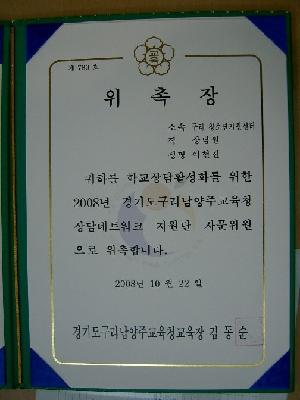 제 793 호
위 촉 장
소속 구리 청소년지원센터
직 상담원
성명 이현진
귀하를 학교상담활성화를 위한
2008년 경기도구리남양주교육청
상담네트워크 지원단 자문위원
으로 위촉합니다.
2008년 10 월 22 일
경기도구리남양주교육청교육장 김 동 순